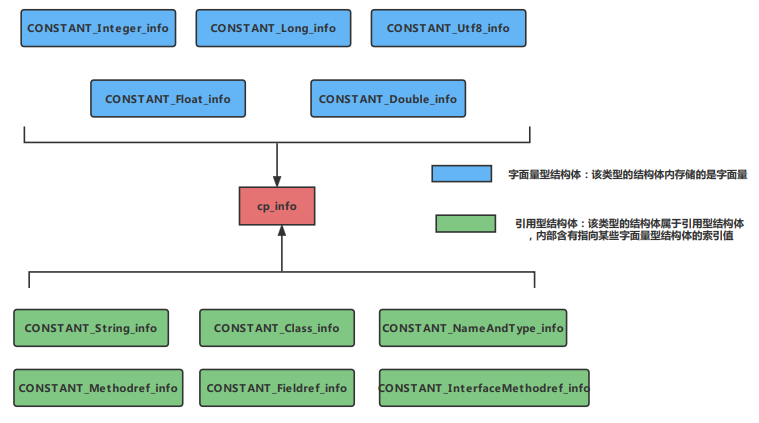 CONSTANT_Integer_info
CONSTANT_Long_info
CONSTANT_Utf8_info
CONSTANT_Float_info
CONSTANT_Double_info
字面量型结构体：该类型的结构体内存储的是字面量
cp_info
引用型结构体：该类型的结构体属于引用型结构体
，内部含有指向某些字面量型结构体的索引值
CONSTANT_String_info
CONSTANT_Class_info
CONSTANT_NameAndType_info
CONSTANT_Methodref_info
CONSTANT_Fieldref_info
CONSTANT_InterfaceMethodref_info